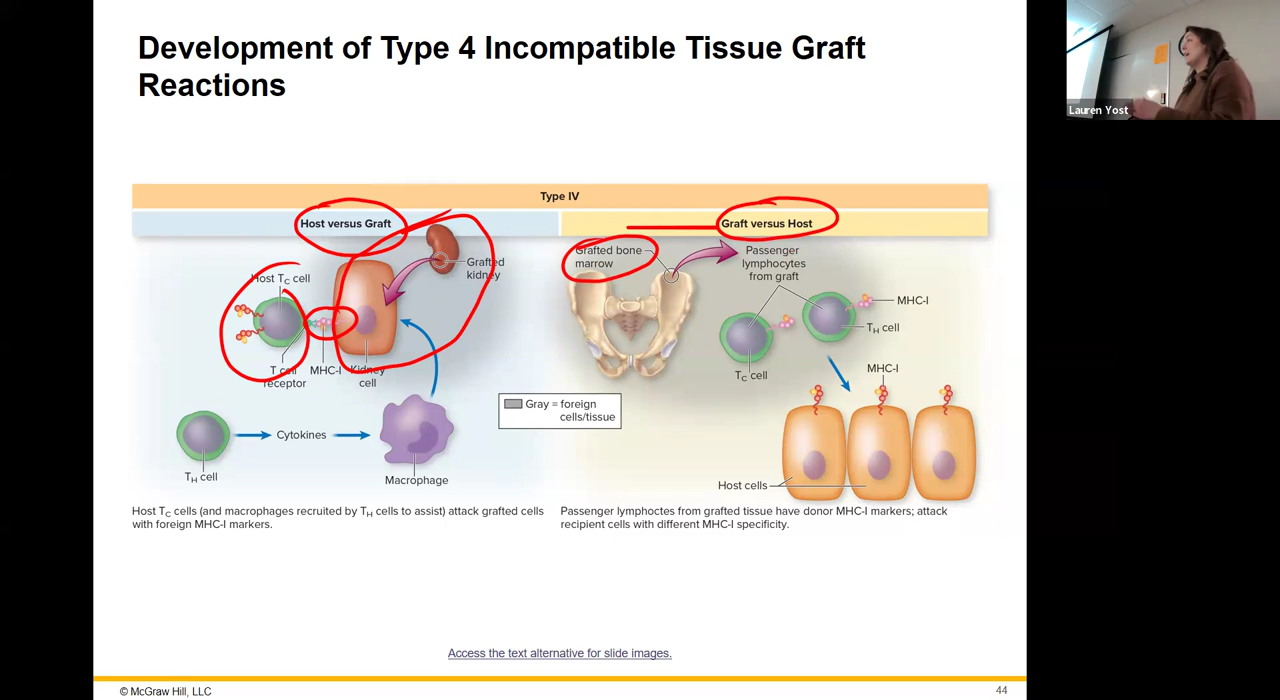 Development of Type 4 Incompatible Tissue Graft
Reactions
Lauren Yost
Type IV
Host versus Graft
Graft versus Host
Host TC cell
Grafted
kidney
T cell
receptor
MHC-I
Kidney
cell
TH cell
Cytokines
Macrophage
Host TC cells (and macrophages recruited by TH cells to assist) attack grafted cells
with foreign MHC-I markers.
Gray = foreign
cells/tissue
Grafted bone
marrow
Passenger
lymphocytes
from graft
MHC-I
TH cell
TC cell
MHC-I
Host cells
Passenger lymphoctes from grafted tissue have donor MHC-I markers; attack
recipient cells with different MHC-I specificity.
Access the text alternative for slide images.
© McGraw Hill, LLC
44